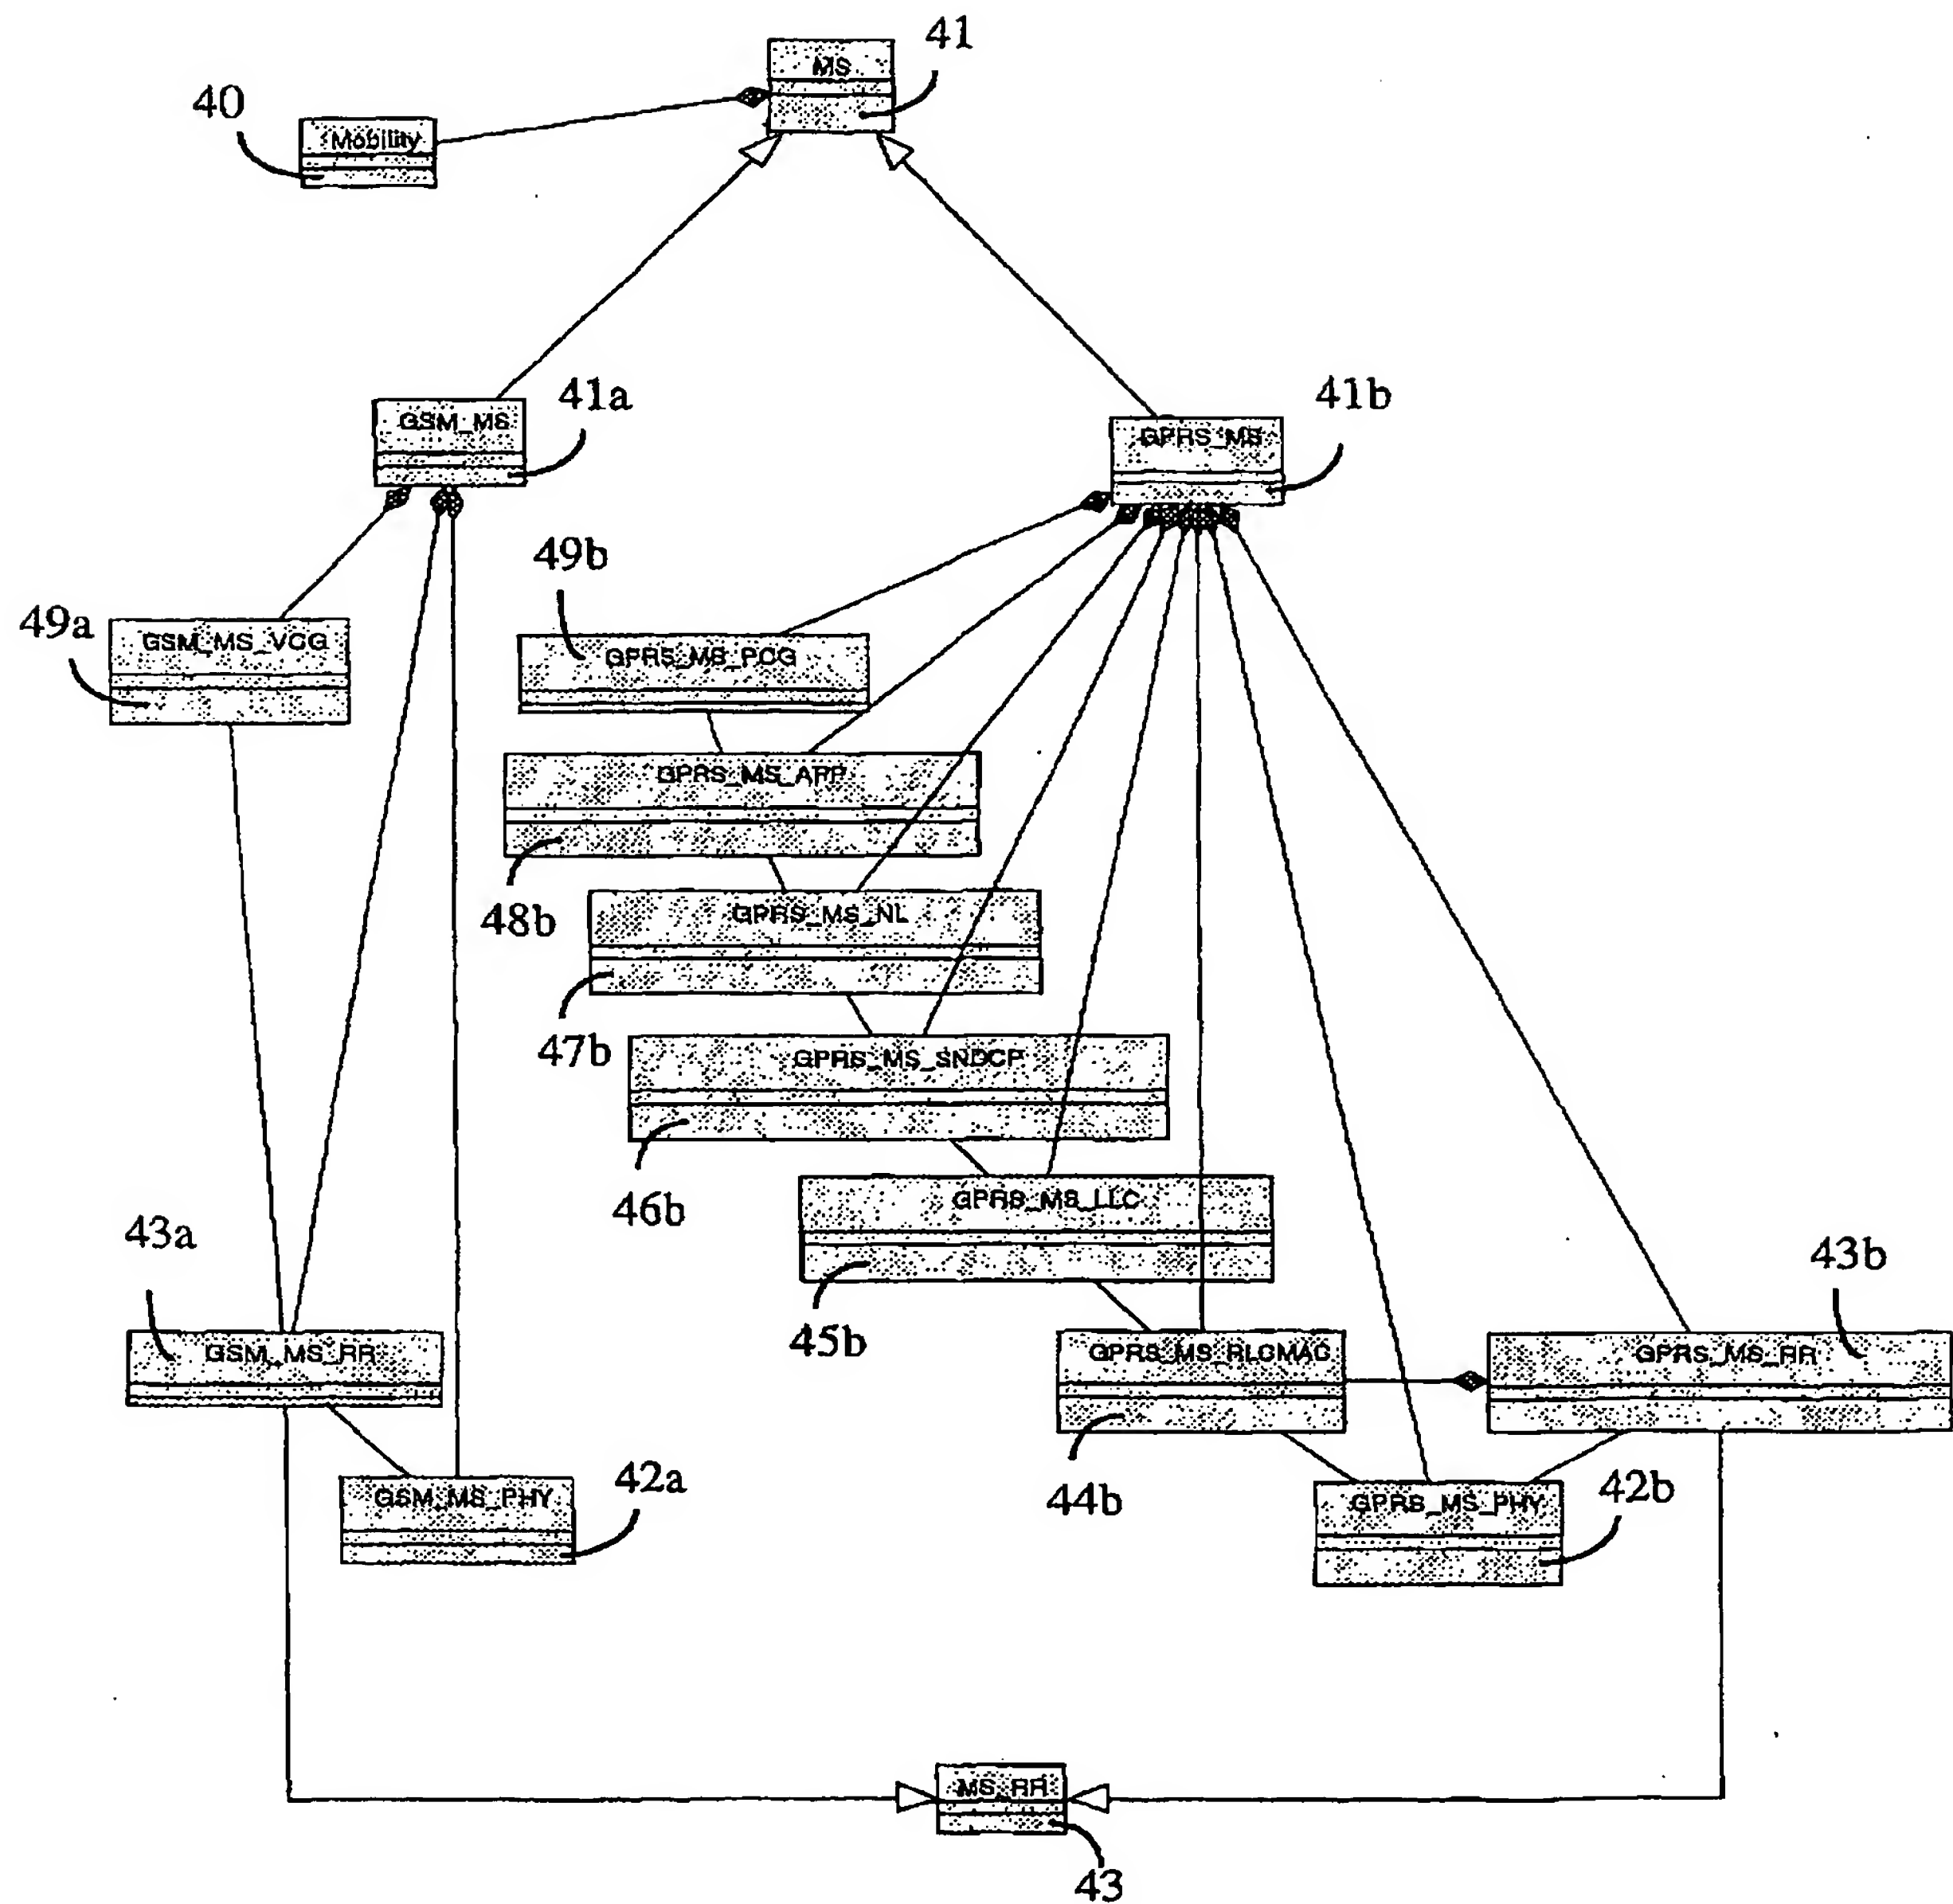 41
MS
40
Mobility
41a
41b
GSM_MS
GPRS_MS
49b
49a
GSM_MS_VCG
GPRS_MS_PCG
GPRS_MS_APP
48b
GPRS_MS_NL
47b
GPRS_MS_SNDCP
46b
GPRS_MS_LLC
43a
43b
45b
GSM_MS_RR
GPRS_MS_RLCMAC
GPRS_MS_RR
42a
44b
42b
GSM_MS_PHY
GPRS_MS_PHY
MS_RR
43